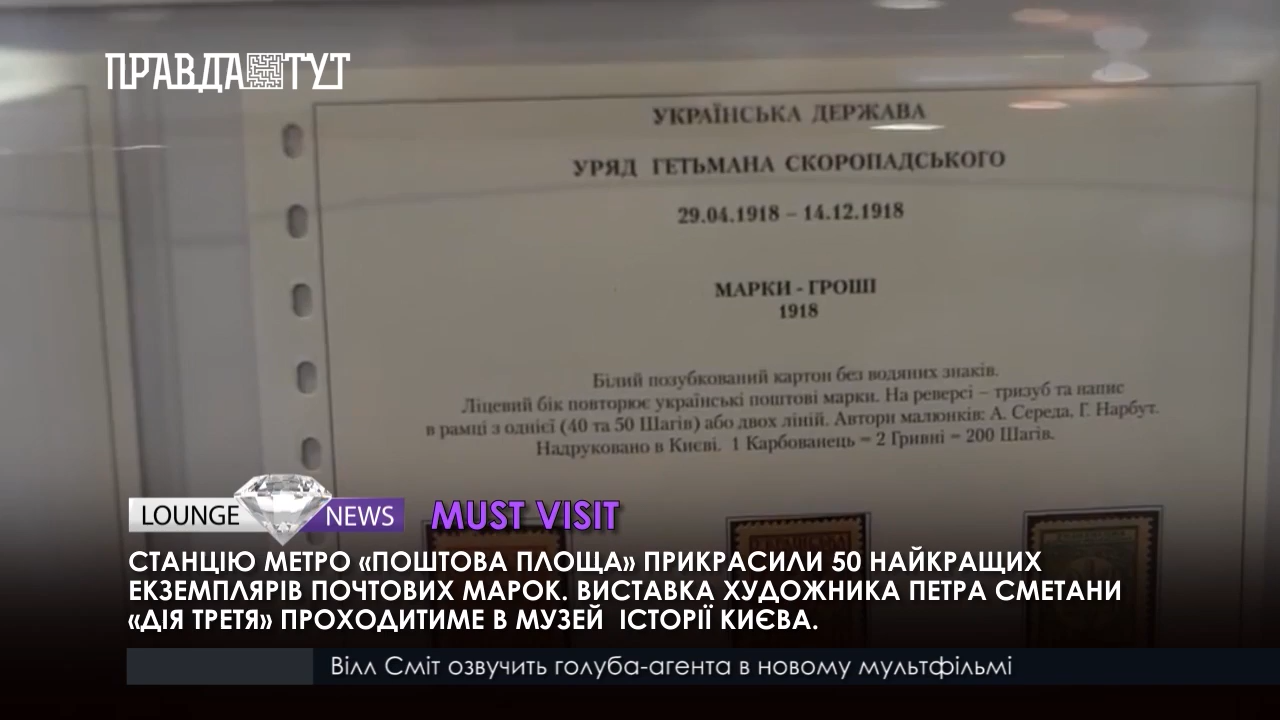 ПРАВДА ТУТ
УКРАЇНСЬКА ДЕРЖАВА
УРЯД ГЕТЬМАНА СКОРОПАДСЬКОГО
29.04.1918 – 14.12.1918
МАРКИ - ГРОШІ
1918
Білий позубкований картон без водяних знаків.
Ліцевий бік повторює українські поштові марки. На реверсі – тризуб та напис
в рамці з однієї (40 та 50 Шагів) або двох ліній. Автори малюнків: А. Середа, Г. Нарбут.
Надруковано в Києві. 1 Карбованець = 2 Гривні = 200 Шагів.
LOUNGE NEWS MUST VISIT
СТАНЦІЮ МЕТРО «ПОШТОВА ПЛОЩА» ПРИКРАСИЛИ 50 НАЙКРАЩИХ
ЕКЗЕМПЛЯРІВ ПОЧТОВИХ МАРОК. ВИСТАВКА ХУДОЖНИКА ПЕТРА СМЕТАНИ
«ДІЯ ТРЕТЯ» ПРОХОДИТИМЕ В МУЗЕЙ ІСТОРІЇ КИЄВА.
Вілл Сміт озвучить голуба-агента в новому мультфільмі